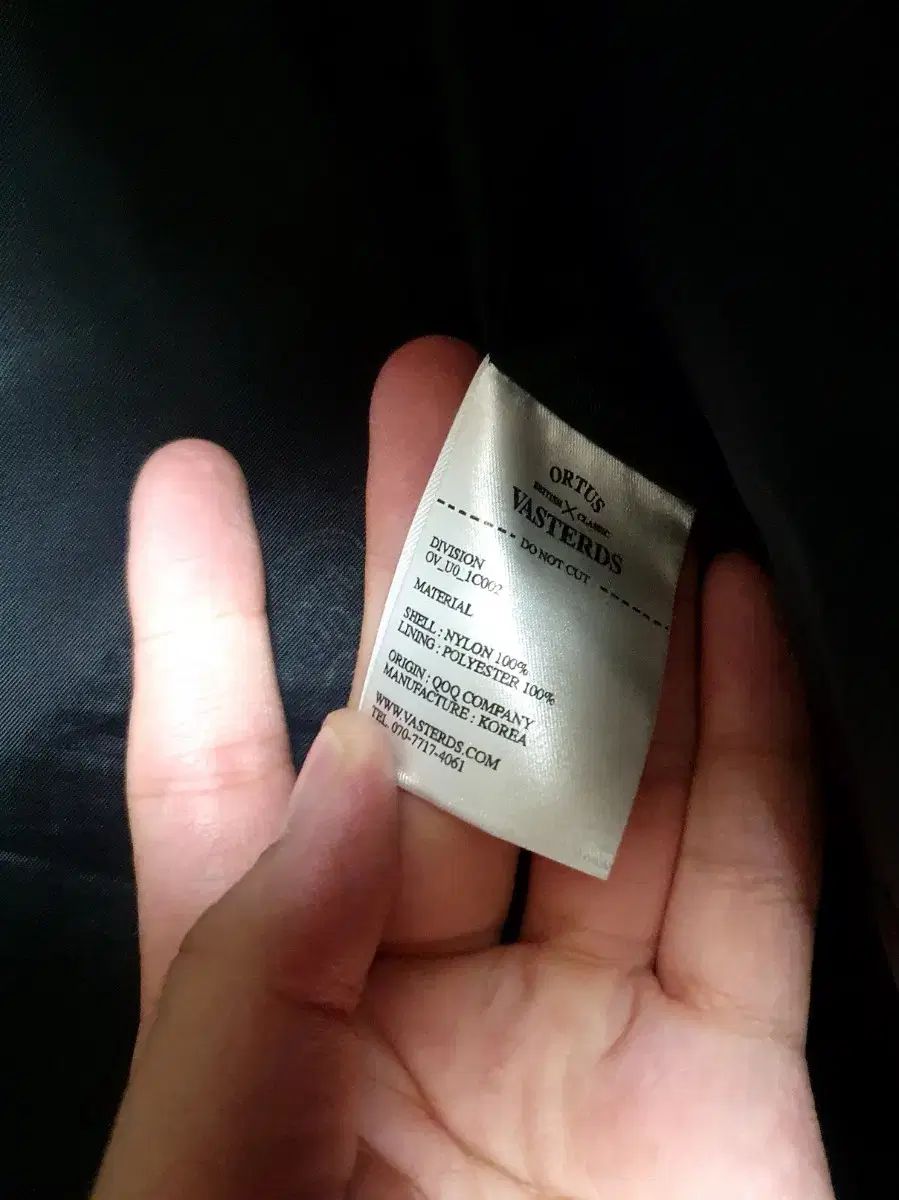 ORTUS
BRITISH X CLASSIC
VASTERDS
DO NOT CUT
DIVISION
OV_U0_1C002
MATERIAL
SHELL : NYLON 100%
LINING : POLYESTER 100%
ORIGIN : QOQ COMPANY
MANUFACTURE : KOREA
WWW.VASTERDS.COM
TEL. 070-7717-4061